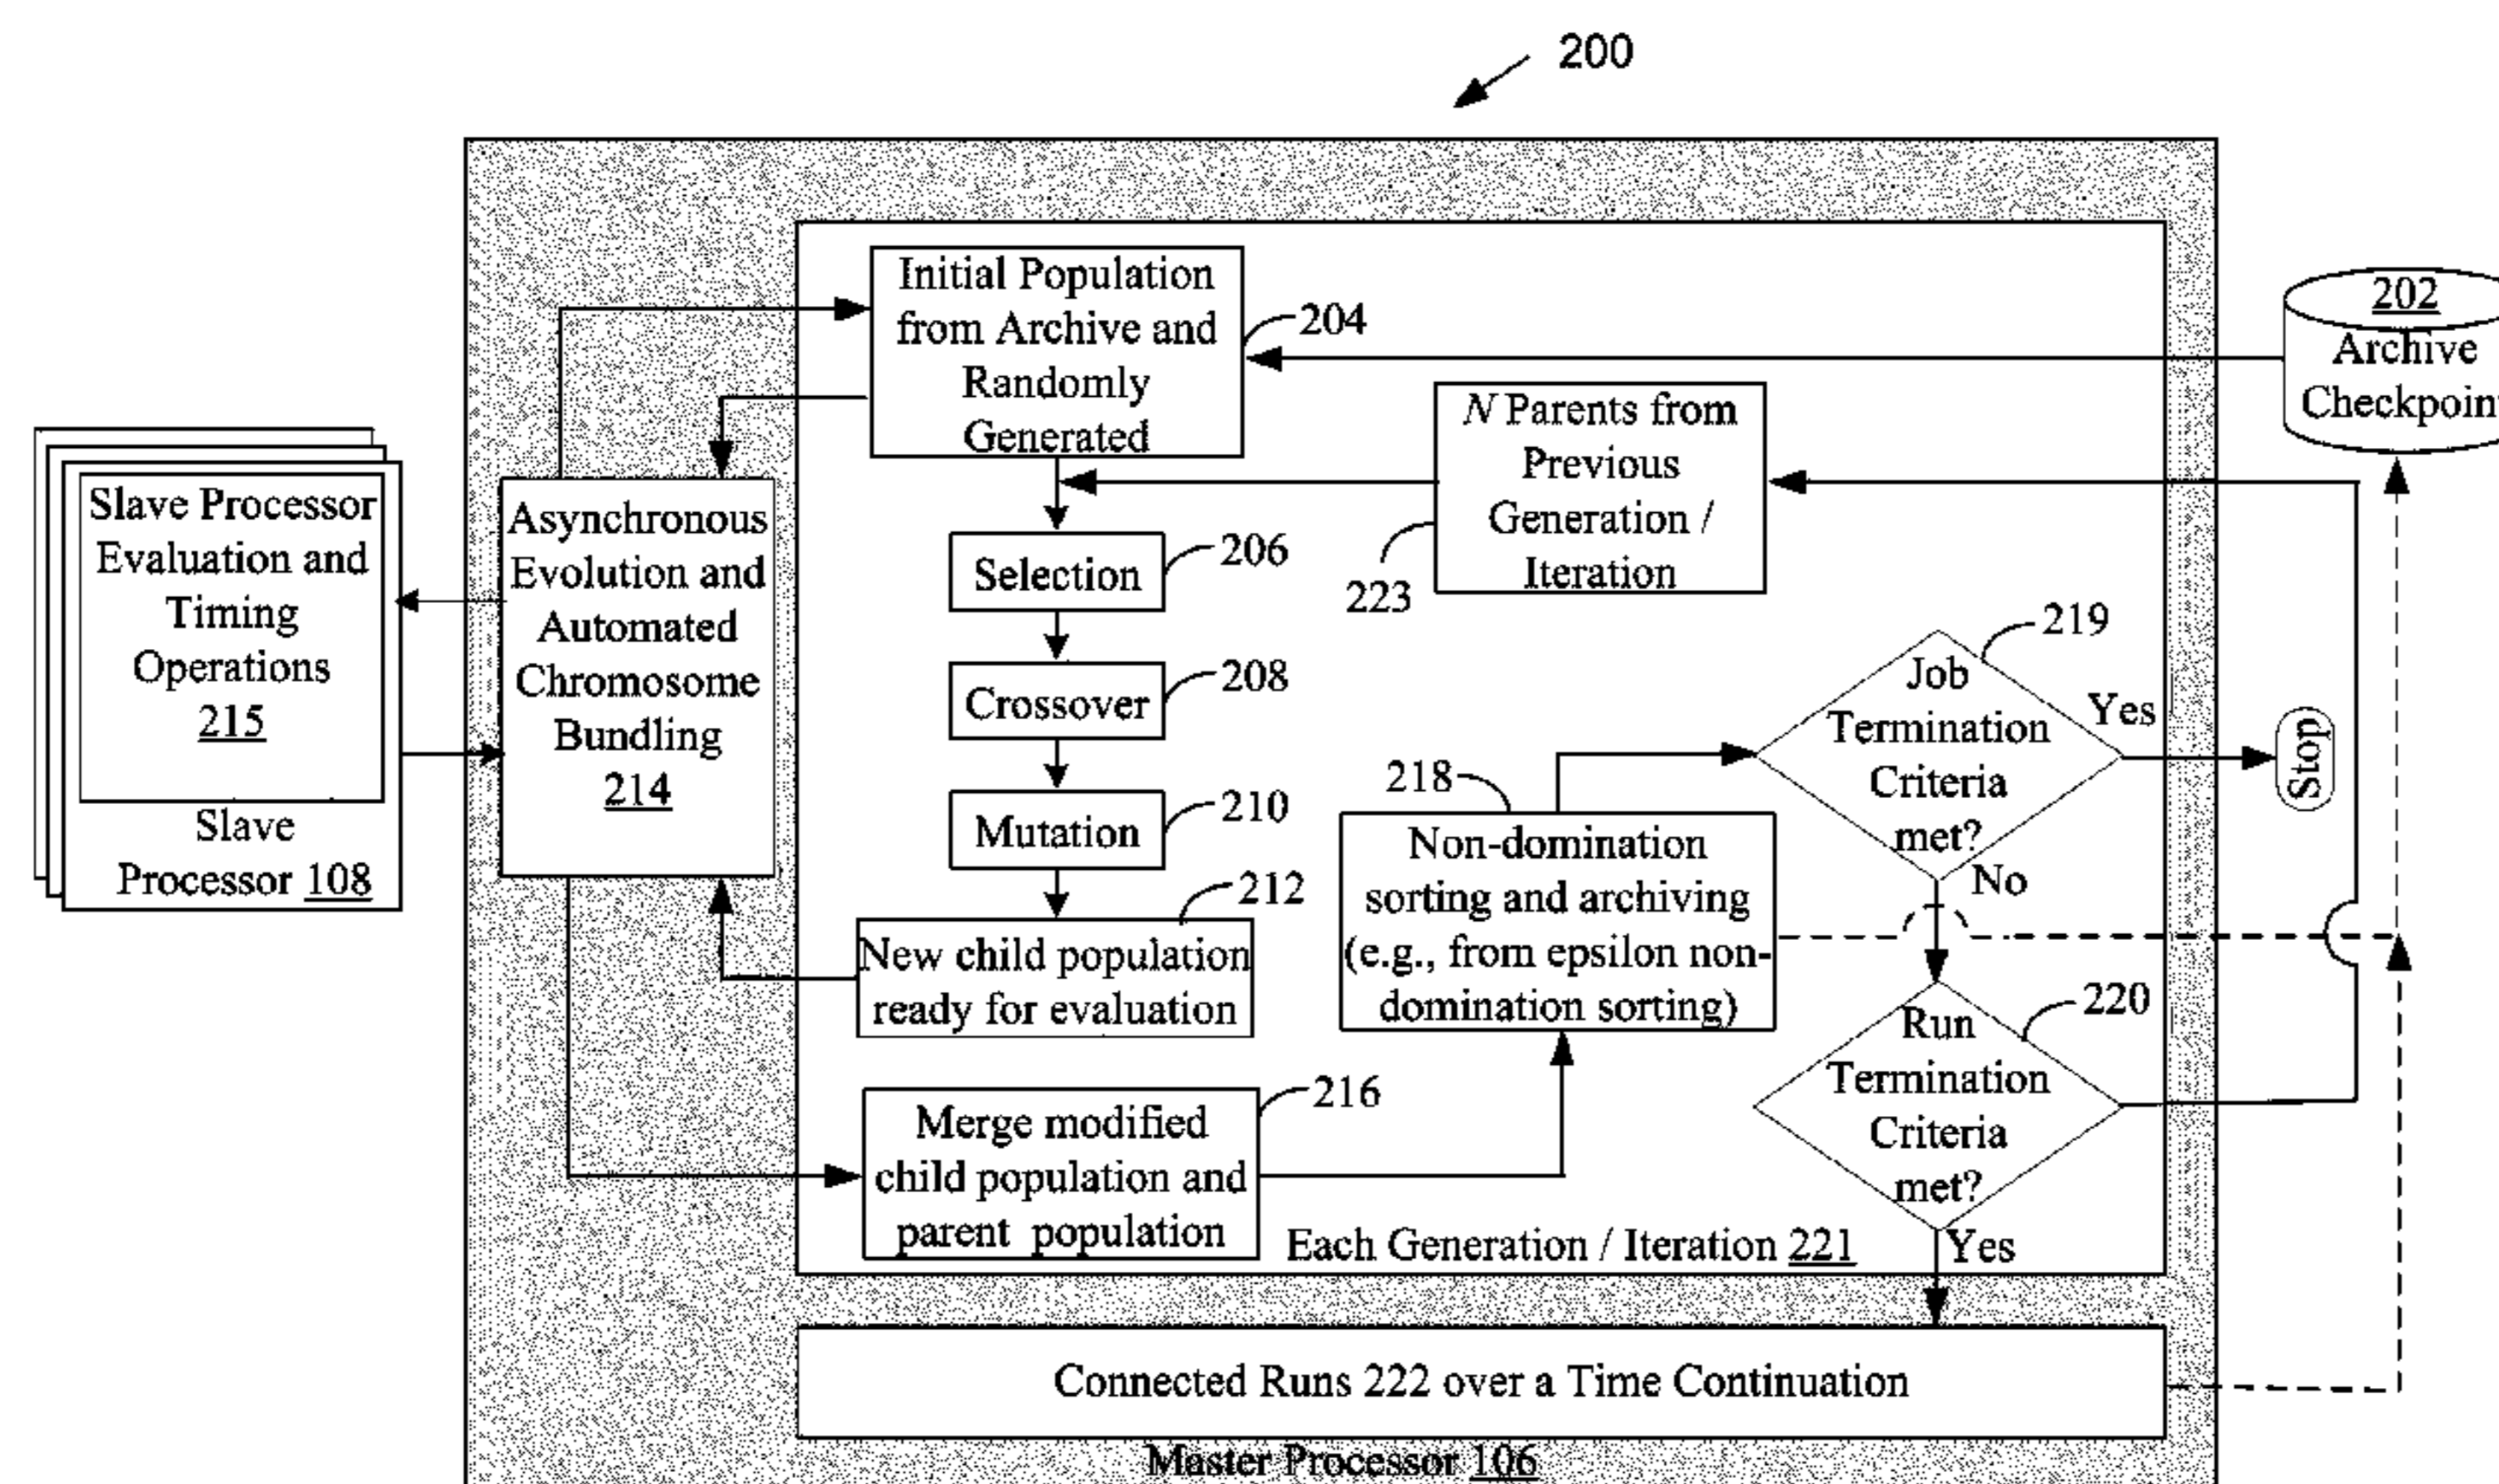 200
Initial Population
from Archive and
Randomly
Generated
204
202
Archive
Checkpoint
N Parents from
Previous
Generation /
Iteration
223
Slave Processor
Evaluation and
Timing
Operations
215
Slave
Processor 108
Asynchronous
Evolution and
Automated
Chromosome
Bundling
214
Selection
206
Crossover
208
Mutation
210
New child population
ready for evaluation
212
Merge modified
child population and
parent population
216
Non-domination
sorting and archiving
(e.g., from epsilon non-
domination sorting)
218
Job
Termination
Criteria
met?
219
Yes
No
Stop
Run
Termination
Criteria
met?
220
Yes
Each Generation / Iteration 221
Connected Runs 222 over a Time Continuation
Master Processor 106